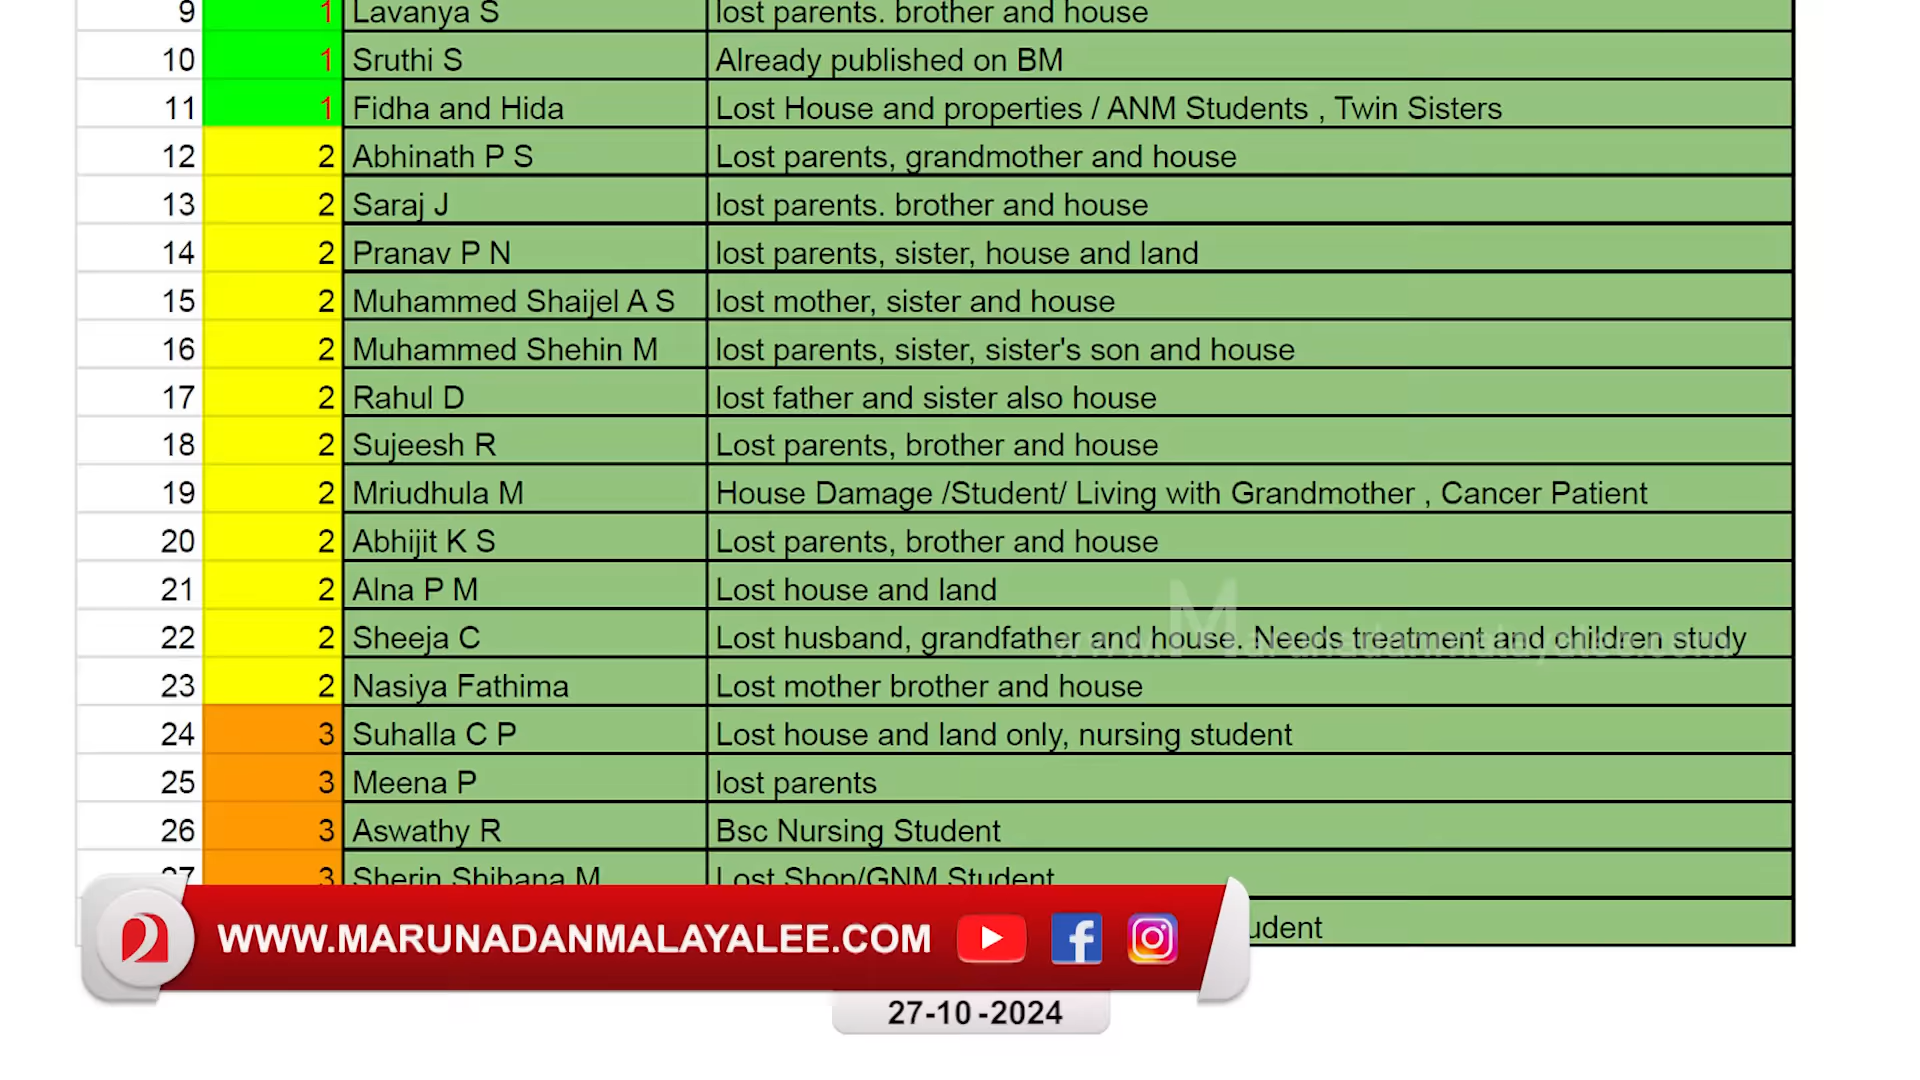 9 1 Lavanya S lost parents. brother and house
10 1 Sruthi S Already published on BM
11 1 Fidha and Hida Lost House and properties / ANM Students , Twin Sisters
12 2 Abhinath P S Lost parents, grandmother and house
13 2 Saraj J lost parents. brother and house
14 2 Pranav P N lost parents, sister, house and land
15 2 Muhammed Shaijel A S lost mother, sister and house
16 2 Muhammed Shehin M lost parents, sister, sister's son and house
17 2 Rahul D lost father and sister also house
18 2 Sujeesh R Lost parents, brother and house
19 2 Mriudhula M House Damage /Student/ Living with Grandmother , Cancer Patient
20 2 Abhijit K S Lost parents, brother and house
21 2 Alna P M Lost house and land
22 2 Sheeja C Lost husband, grandfather and house. Needs treatment and children study
www.Marunadanmalayalee.com
23 2 Nasiya Fathima Lost mother brother and house
24 3 Suhalla C P Lost house and land only, nursing student
25 3 Meena P lost parents
26 3 Aswathy R Bsc Nursing Student
27 3 Sherin Shibana M Lost Shop/GNM Student
udent
WWW.MARUNADANMALAYALEE.COM
27-10-2024